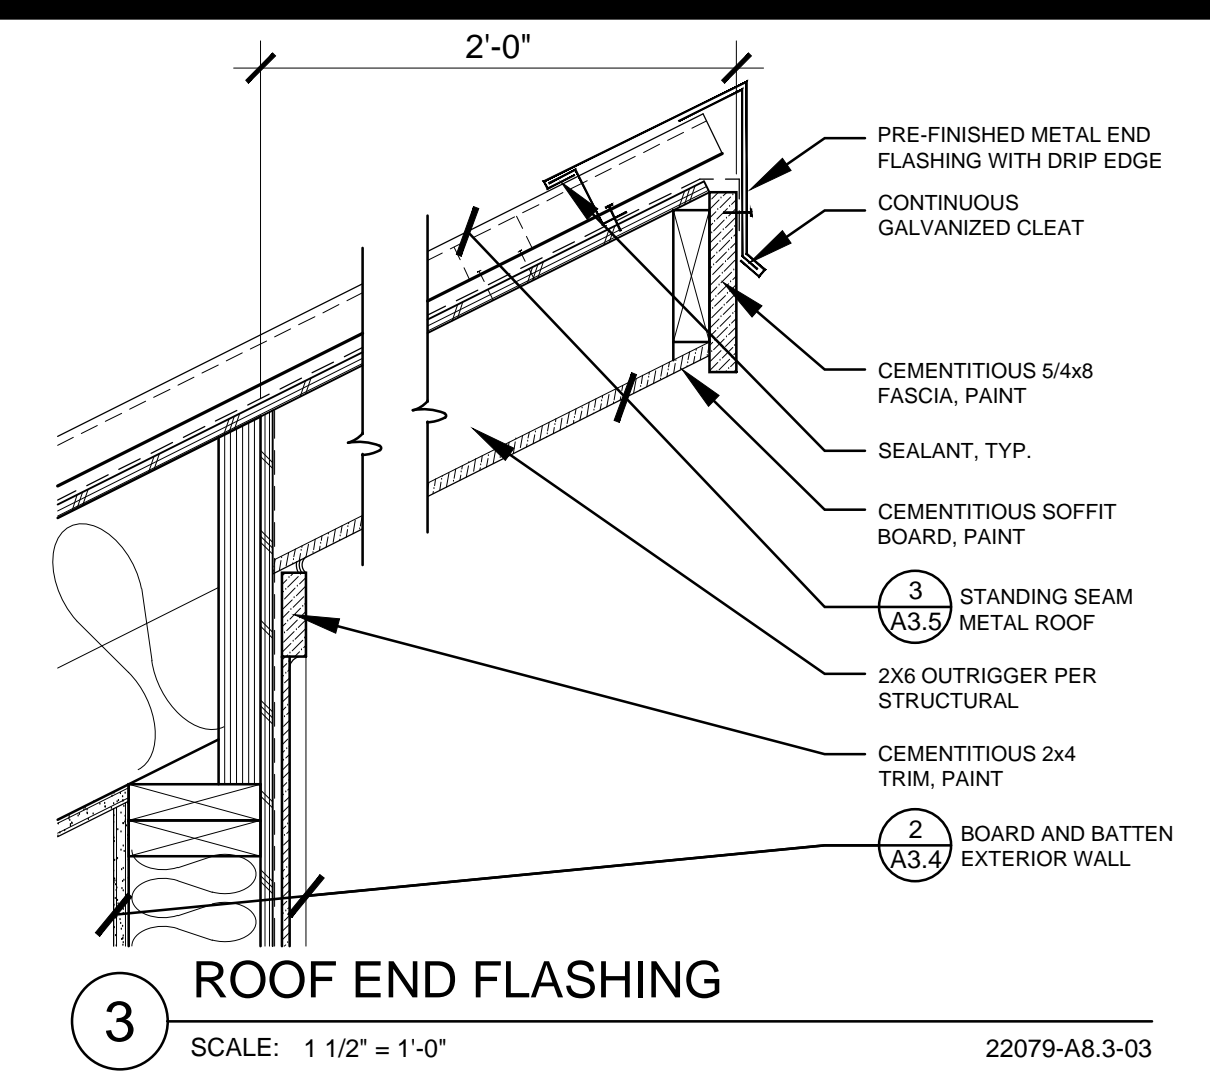 2'-0"
PRE-FINISHED METAL END
FLASHING WITH DRIP EDGE
CONTINUOUS
GALVANIZED CLEAT
CEMENTITIOUS 5/4x8
FASCIA, PAINT
SEALANT, TYP.
CEMENTITIOUS SOFFIT
BOARD, PAINT
3
A3.5
STANDING SEAM
METAL ROOF
2X6 OUTRIGGER PER
STRUCTURAL
CEMENTITIOUS 2x4
TRIM, PAINT
2
A3.4
BOARD AND BATTEN
EXTERIOR WALL
3
ROOF END FLASHING
SCALE: 1 1/2" = 1'-0"
22079-A8.3-03